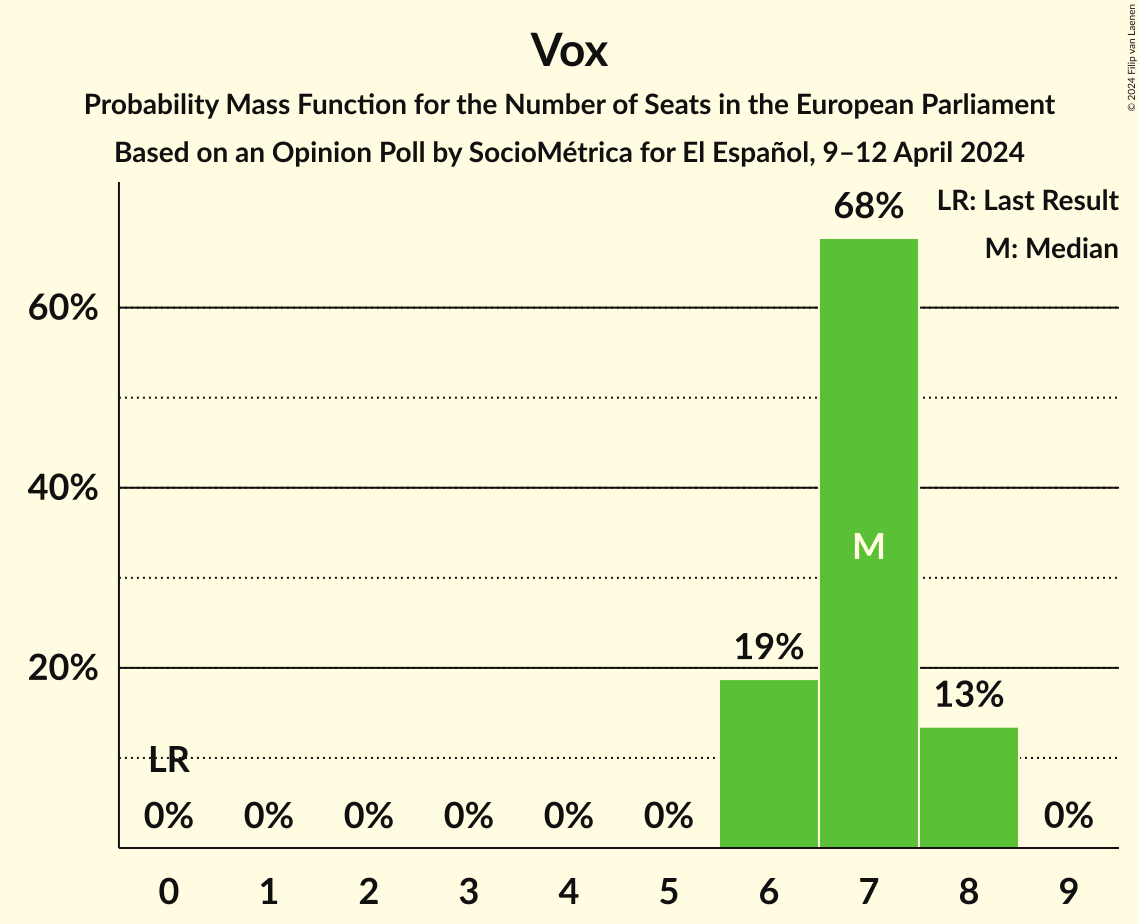 Vox
Probability Mass Function for the Number of Seats in the European Parliament
Based on an Opinion Poll by SocioMétrica for El Español, 9–12 April 2024
© 2024 Filip van Laenen
LR: Last Result
M: Median
68%
60%
40%
M
20%
19%
13%
LR
0% 0% 0% 0% 0% 0% 0%
0 1 2 3 4 5 6 7 8 9